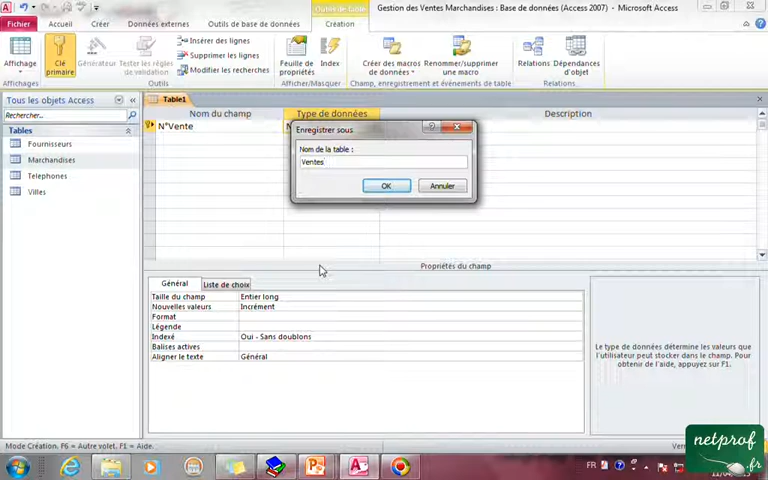 Outils de table
Gestion des Ventes Marchandises : Base de données (Access 2007) - Microsoft Access
Fichier Accueil Créer Données externes Outils de base de données Création
Affichages
Clé primaire
Générateur
Tester les règles de validation
Insérer des lignes
Supprimer les lignes
Modifier les recherches
Feuille de propriétés
Index
Créer des macros de données
Renommer/supprimer une macro
Relations
Dépendances d'objet
Affichages Outils Afficher/Masquer Champ, enregistrement et événements de table Relations
Tous les objets Access
Rechercher...
Tables
Fournisseurs
Marchandises
Telephones
Villes
Table1
Nom du champ Type de données Description
N°Vente N
Enregistrer sous
Nom de la table :
Ventes
OK Annuler
Propriétés du champ
Général Liste de choix
Taille du champ Entier long
Nouvelles valeurs Incrément
Format
Légende
Indexé Oui - Sans doublons
Balises actives
Aligner le texte Général
Le type de données détermine les valeurs que l'utilisateur peut stocker dans le champ. Pour obtenir de l'aide, appuyez sur F1.
Mode Création. F6 = Autre volet. F1 = Aide.
FR
netprof
.fr